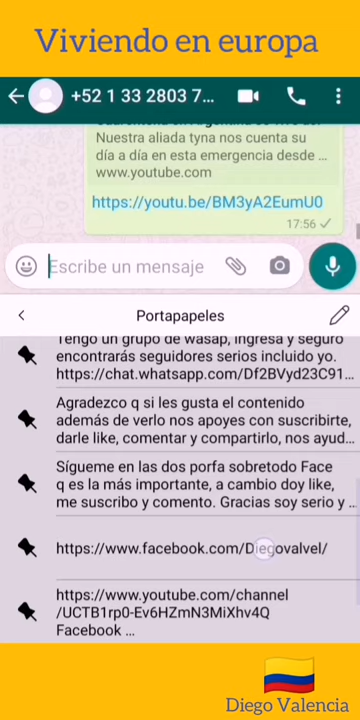 Viviendo en europa
+52 1 33 2803 7...
Nuestra aliada tyna nos cuenta su
día a día en esta emergencia desde ...
www.youtube.com
https://youtu.be/BM3yA2EumU0
17:56
Escribe un mensaje
Portapapeles
Tengo un grupo de wasap, ingresa y seguro
encontrarás seguidores serios incluido yo.
https://chat.whatsapp.com/Df2BVyd23C91...
Agradezco q si les gusta el contenido
además de verlo nos apoyes con suscribirte,
darle like, comentar y compartirlo, nos ayud...
Sígueme en las dos porfa sobretodo Face
q es la más importante, a cambio doy like,
me suscribo y comento. Gracias soy serio y ...
https://www.facebook.com/Diegovalvel/
https://www.youtube.com/channel
/UCTB1rp0-Ev6HZmN3MiXhv4Q
Facebook ...
Diego Valencia